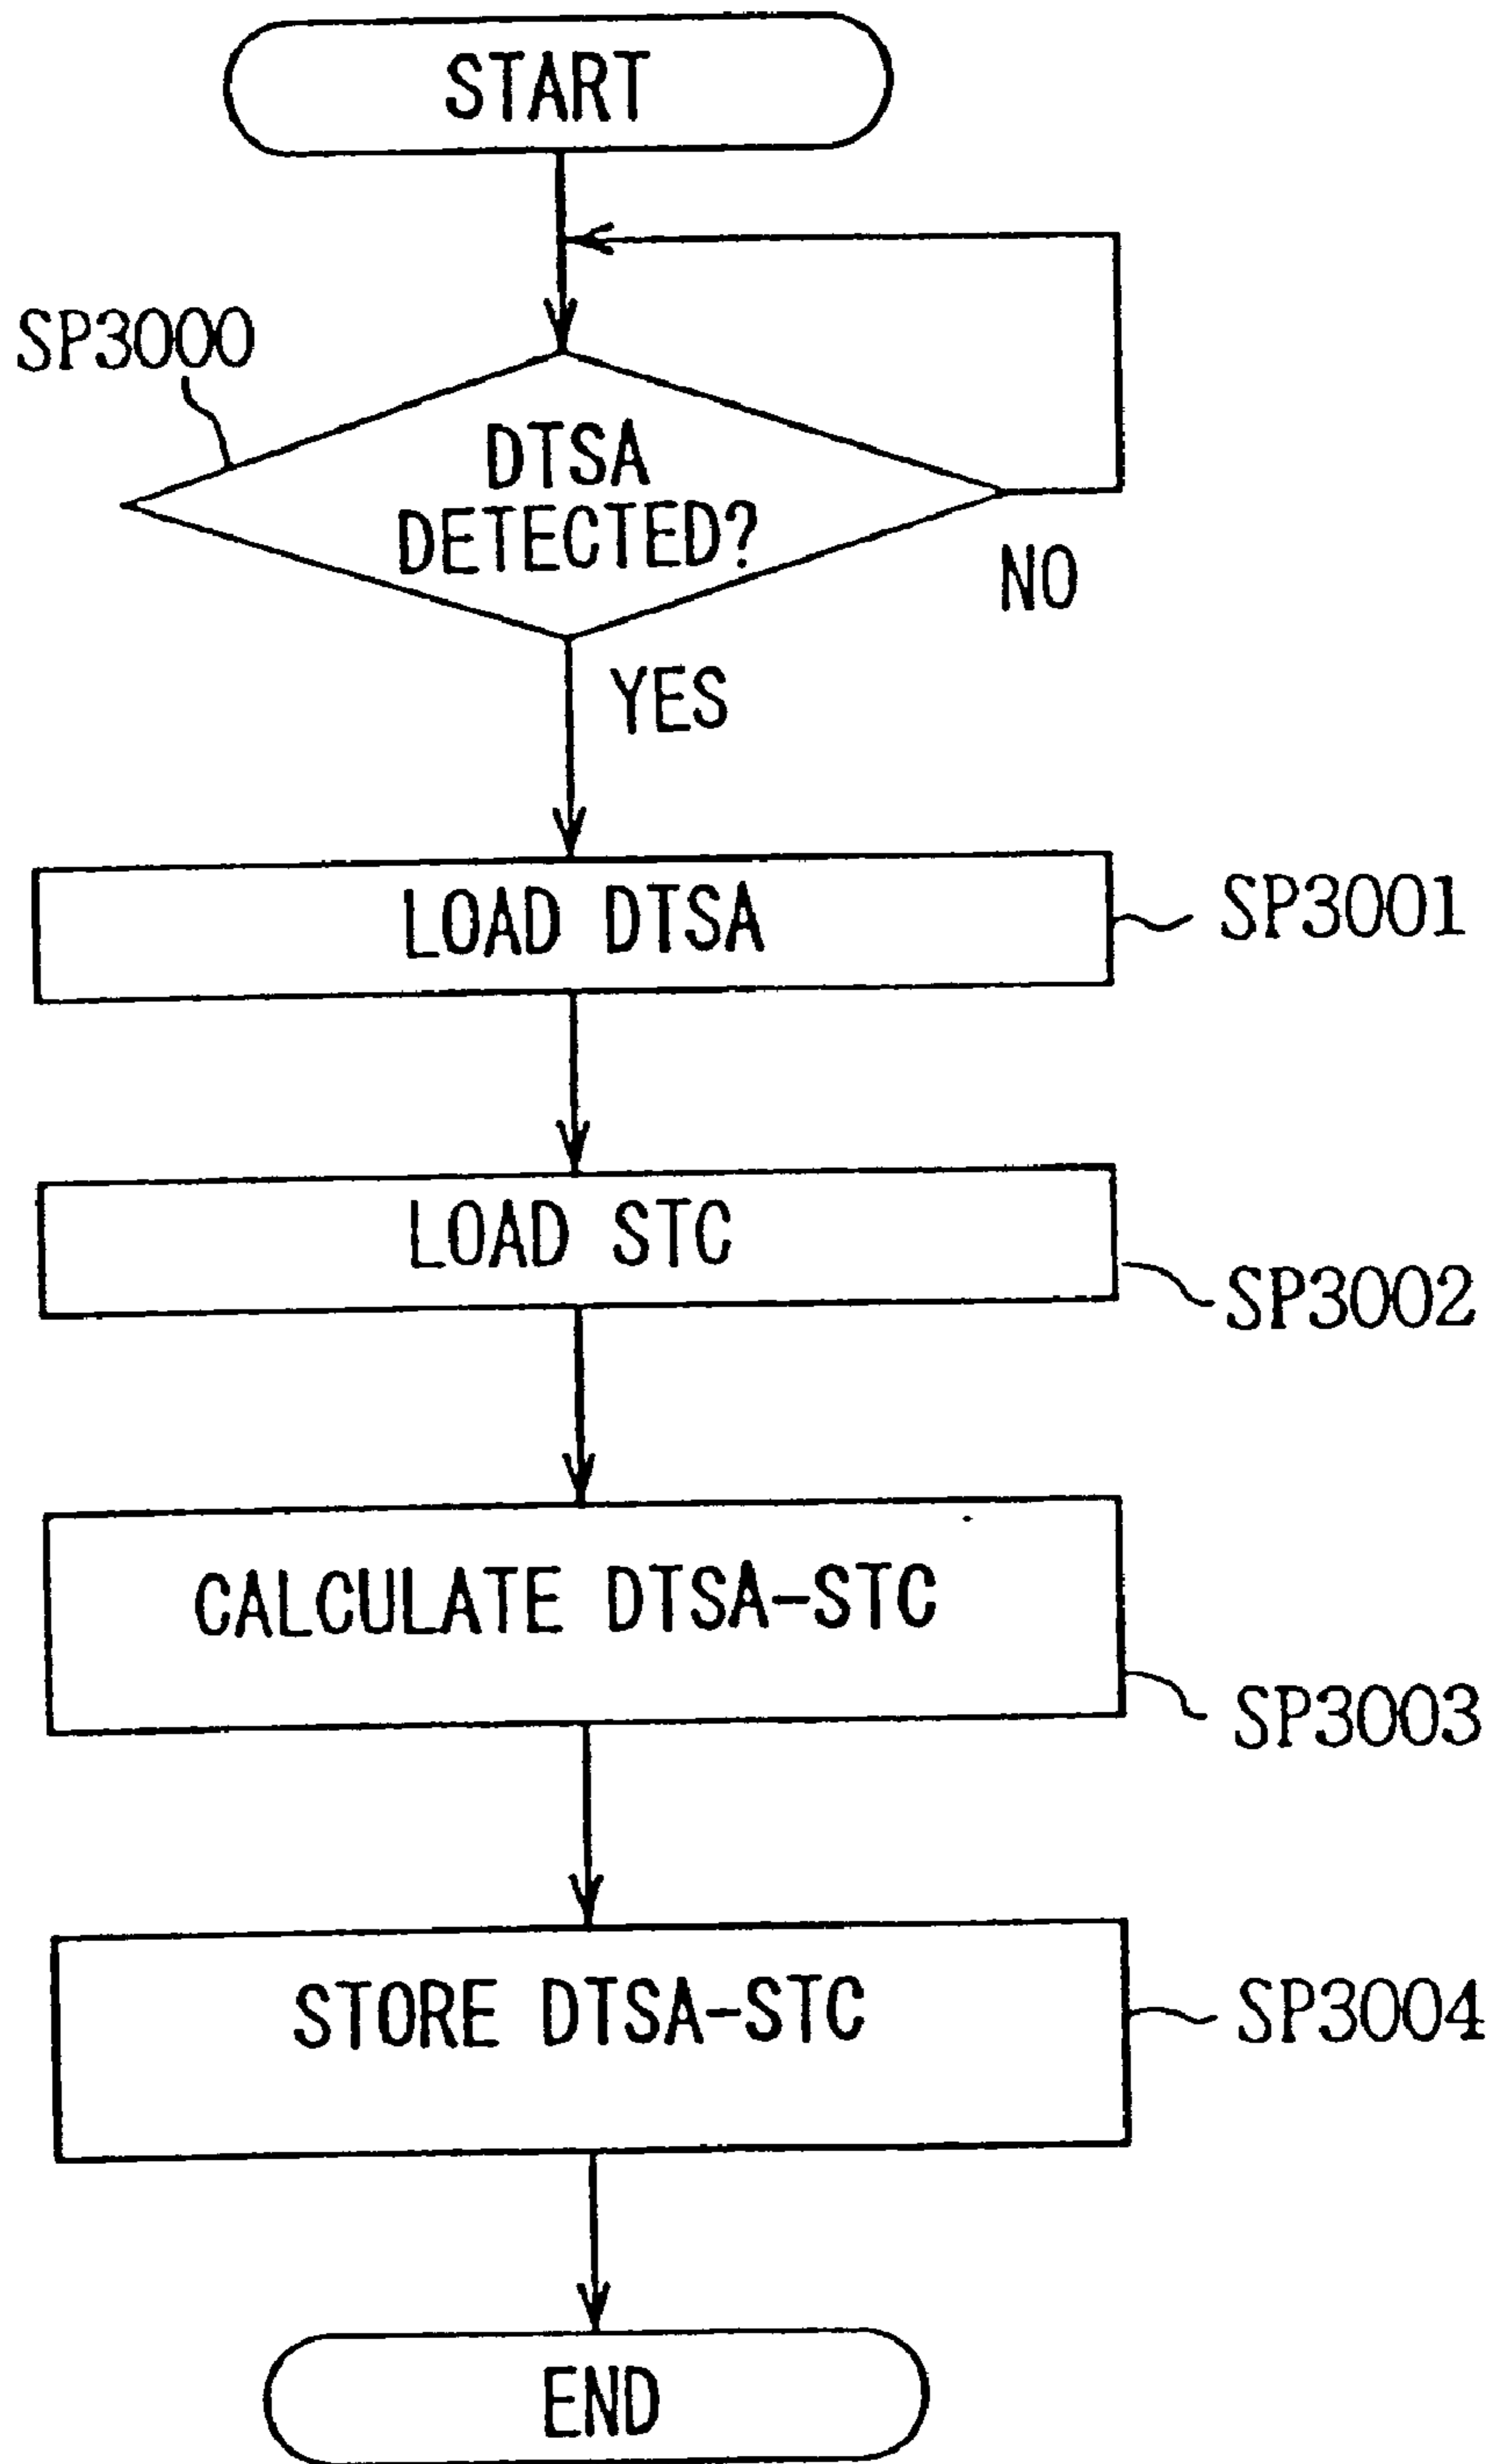 START
SP3000
DTSA
DETECTED?
NO
YES
LOAD DTSA
SP3001
LOAD STC
SP3002
CALCULATE DTSA-STC
SP3003
STORE DTSA-STC
SP3004
END